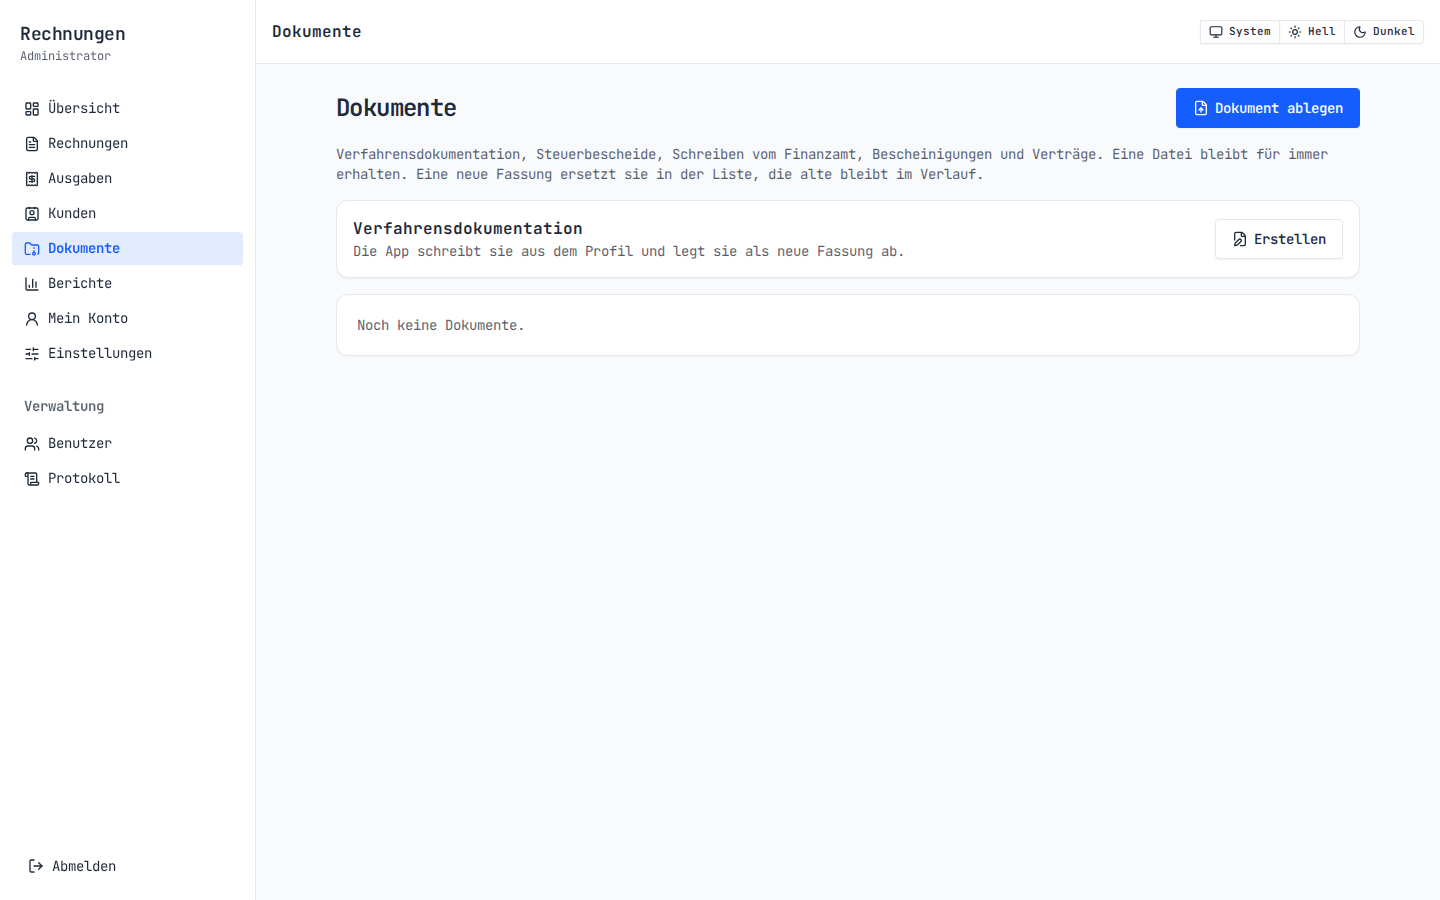 Rechnungen
Administrator
Übersicht
Rechnungen
Ausgaben
Kunden
Dokumente
Berichte
Mein Konto
Einstellungen
Verwaltung
Benutzer
Protokoll
Abmelden
Dokumente
System
Hell
Dunkel
Dokumente
Dokument ablegen
Verfahrensdokumentation, Steuerbescheide, Schreiben vom Finanzamt, Bescheinigungen und Verträge. Eine Datei bleibt für immer
erhalten. Eine neue Fassung ersetzt sie in der Liste, die alte bleibt im Verlauf.
Verfahrensdokumentation
Die App schreibt sie aus dem Profil und legt sie als neue Fassung ab.
Erstellen
Noch keine Dokumente.